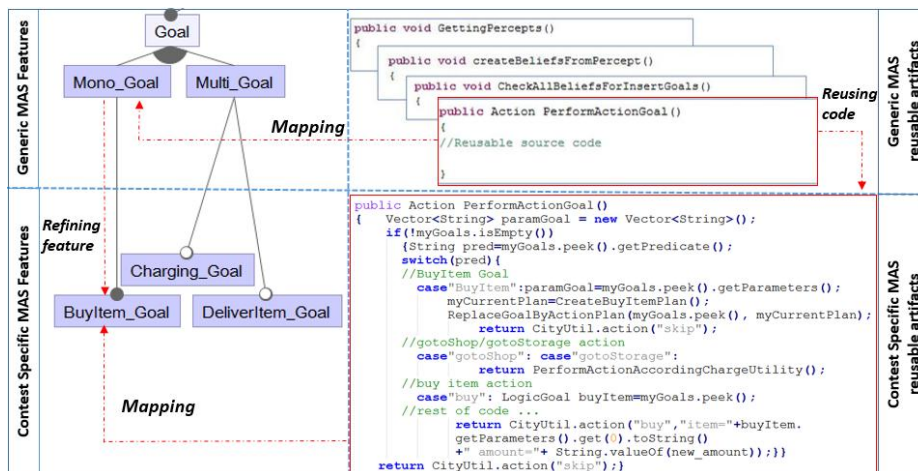 Generic MAS Features
Goal
Mono_Goal
Multi_Goal
public void GettingPercepts()
{
public void createBeliefsFromPercept()
{
public void CheckAllBeliefsForInsertGoals()
{
public Action PerformActionGoal()
{
//Reusable source code
}
Mapping
Reusing
code
Generic MAS
reusable artifacts
Contest Specific MAS Features
Refining
feature
Charging_Goal
BuyItem_Goal
DeliverItem_Goal
Mapping
public Action PerformActionGoal()
{ Vector<String> paramGoal = new Vector<String>();
if(!myGoals.isEmpty())
{String pred=myGoals.peek().getPredicate();
switch(pred){
//BuyItem Goal
case"BuyItem":paramGoal=myGoals.peek().getParameters();
myCurrentPlan=CreateBuyItemPlan();
ReplaceGoalByActionPlan(myGoals.peek(), myCurrentPlan);
return CityUtil.action("skip");
//gotoShop/gotoStorage action
case"gotoShop": case"gotoStorage":
return PerformActionAccordingChargeUtility();
//buy item action
case"buy": LogicGoal buyItem=myGoals.peek();
//rest of code ...
return CityUtil.action("buy","item="+buyItem.
getParameters().get(0).toString()
+" amount="+ String.valueOf(new_amount));}}
return CityUtil.action("skip");}
Contest Specific MAS
reusable artifacts